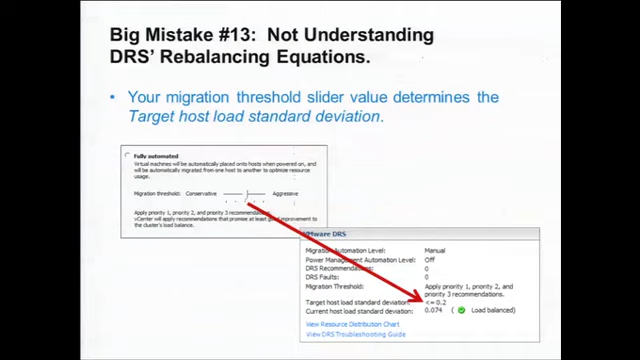 Big Mistake #13: Not Understanding
DRS' Rebalancing Equations.
• Your migration threshold slider value determines the
Target host load standard deviation.
Fully automated
Virtual machines will be automatically placed onto hosts when powered on, and
will be automatically migrated from one host to another to optimize resource
usage.
Migration threshold: Conservative Aggressive
Apply priority 1, priority 2, and priority 3 recommendations.
vCenter will apply recommendations that promise at least good improvement to
the cluster's load balance.
VMware DRS
Migration Automation Level: Manual
Power Management Automation Level: Off
DRS Recommendations: 0
DRS Faults: 0
Migration Threshold: Apply priority 1, priority 2, and
priority 3 recommendations.
Target host load standard deviation: <= 0.2
Current host load standard deviation: 0.074 ( Load balanced)
View Resource Distribution Chart
View DRS Troubleshooting Guide